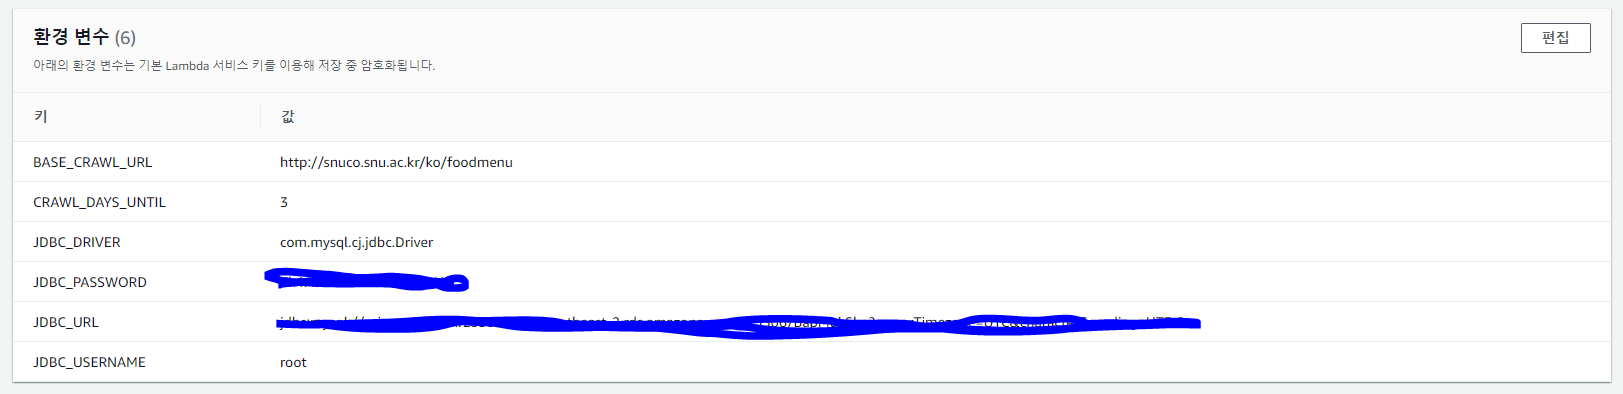 환경 변수 (6)
편집
아래의 환경 변수는 기본 Lambda 서비스 키를 이용해 저장 중 암호화됩니다.
키 값
BASE_CRAWL_URL http://snuco.snu.ac.kr/ko/foodmenu
CRAWL_DAYS_UNTIL 3
JDBC_DRIVER com.mysql.cj.jdbc.Driver
JDBC_PASSWORD
JDBC_URL
JDBC_USERNAME root